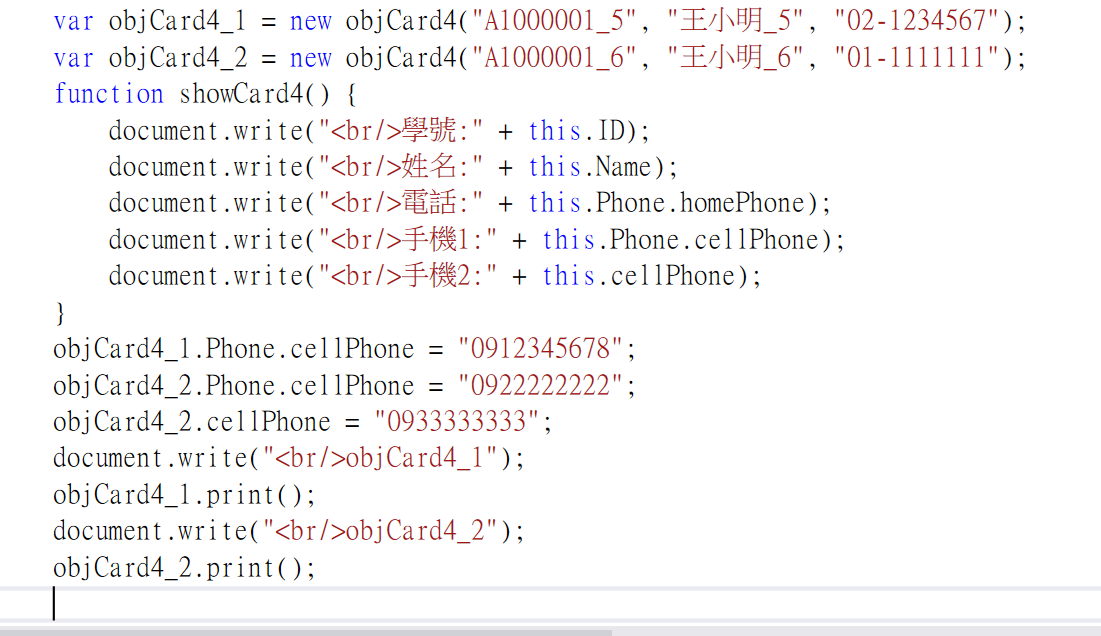 var objCard4_1 = new objCard4("A1000001_5", "王小明_5", "02-1234567");
var objCard4_2 = new objCard4("A1000001_6", "王小明_6", "01-1111111");
function showCard4() {
    document.write("<br/>學號:" + this.ID);
    document.write("<br/>姓名:" + this.Name);
    document.write("<br/>電話:" + this.Phone.homePhone);
    document.write("<br/>手機1:" + this.Phone.cellPhone);
    document.write("<br/>手機2:" + this.cellPhone);
}
objCard4_1.Phone.cellPhone = "0912345678";
objCard4_2.Phone.cellPhone = "0922222222";
objCard4_2.cellPhone = "0933333333";
document.write("<br/>objCard4_1");
objCard4_1.print();
document.write("<br/>objCard4_2");
objCard4_2.print();